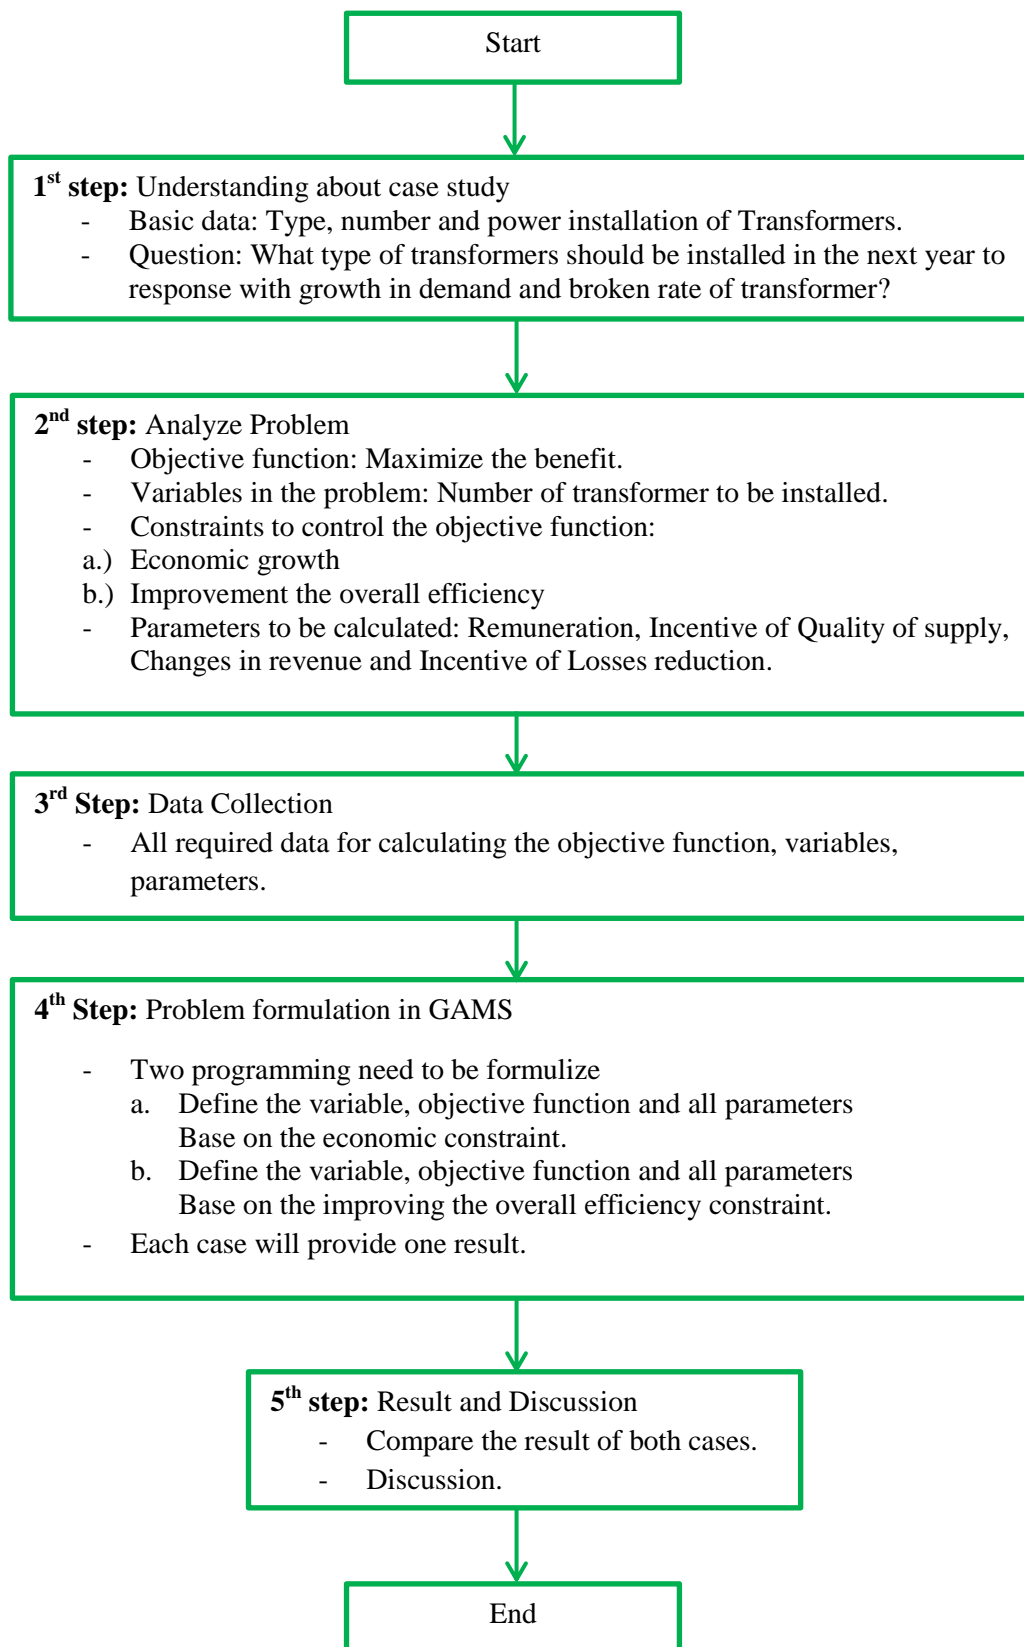 Start
1st step: Understanding about case study
- Basic data: Type, number and power installation of Transformers.
- Question: What type of transformers should be installed in the next year to
response with growth in demand and broken rate of transformer?
2nd step: Analyze Problem
- Objective function: Maximize the benefit.
- Variables in the problem: Number of transformer to be installed.
- Constraints to control the objective function:
a.) Economic growth
b.) Improvement the overall efficiency
- Parameters to be calculated: Remuneration, Incentive of Quality of supply,
Changes in revenue and Incentive of Losses reduction.
3rd Step: Data Collection
- All required data for calculating the objective function, variables,
parameters.
4th Step: Problem formulation in GAMS
- Two programming need to be formulize
a. Define the variable, objective function and all parameters
Base on the economic constraint.
b. Define the variable, objective function and all parameters
Base on the improving the overall efficiency constraint.
- Each case will provide one result.
5th step: Result and Discussion
- Compare the result of both cases.
- Discussion.
End